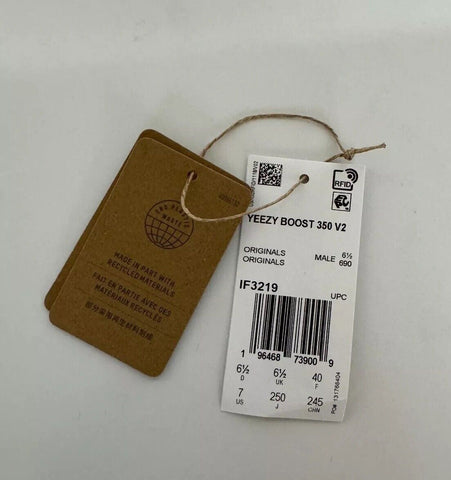 END PLASTIC
WASTE
MADE IN PART WITH
RECYCLED MATERIALS
FAIT EN PARTIE AVEC DES
MATÉRIAUX RECYCLÉS
部分采用再生材料制成
RFID
YEEZY BOOST 350 V2
ORIGINALS MALE 6½
ORIGINALS 690
IF3219 UPC
1 96468 73900 9
6½ 6½ 40
D UK F
7 250 245
US J CHN
PO# 131766404